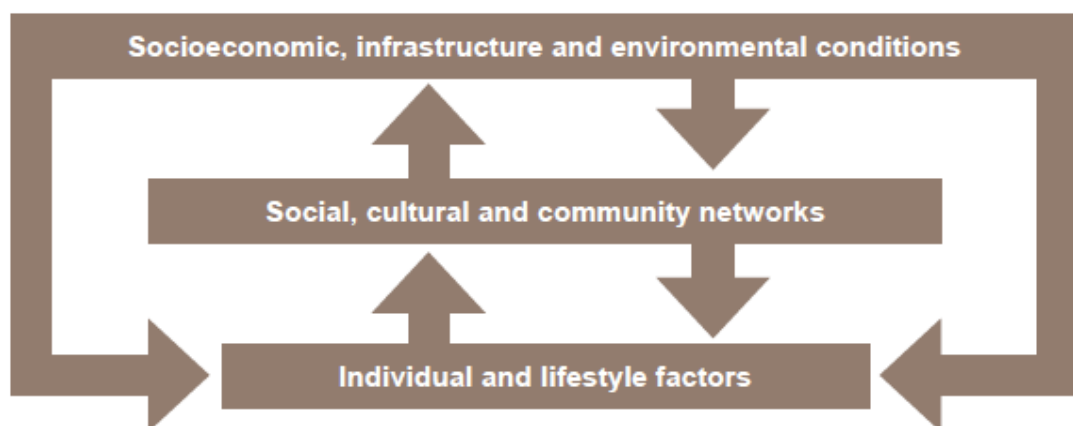 Socioeconomic, infrastructure and environmental conditions
Social, cultural and community networks
Individual and lifestyle factors